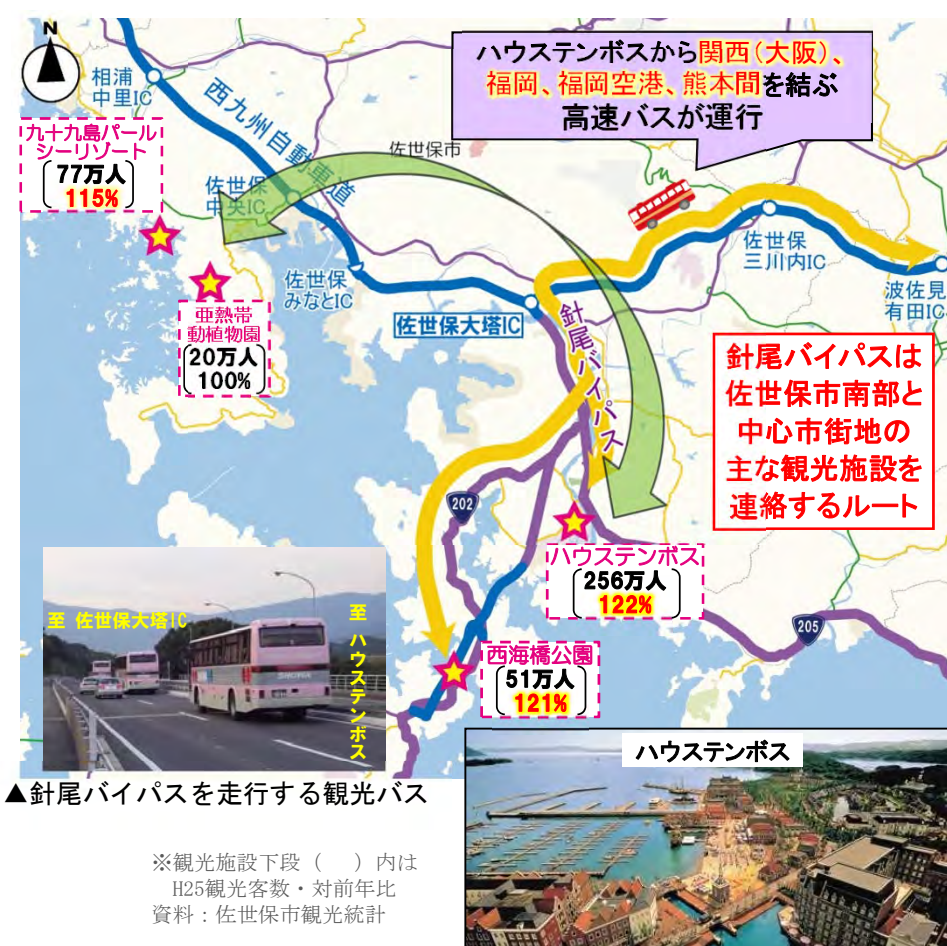 N
相浦
中里IC
九十九島パール
シーリゾート
77万人
115%
西九州自動車道
佐世保市
佐世保
中央IC
ハウステンボスから関西(大阪)、
福岡、福岡空港、熊本間を結ぶ
高速バスが運行
佐世保
みなとIC
佐世保大塔IC
佐世保
三川内IC
波佐見
有田IC
亜熱帯
動植物園
20万人
100%
針尾バイパス
針尾バイパスは
佐世保市南部と
中心市街地の
主な観光施設を
連絡するルート
202
ハウステンボス
256万人
122%
205
西海橋公園
51万人
121%
至 佐世保大塔IC
至 ハウステンボス
SHOWA
ハウステンボス
▲針尾バイパスを走行する観光バス
※観光施設下段( )内は
H25観光客数・対前年比
資料:佐世保市観光統計